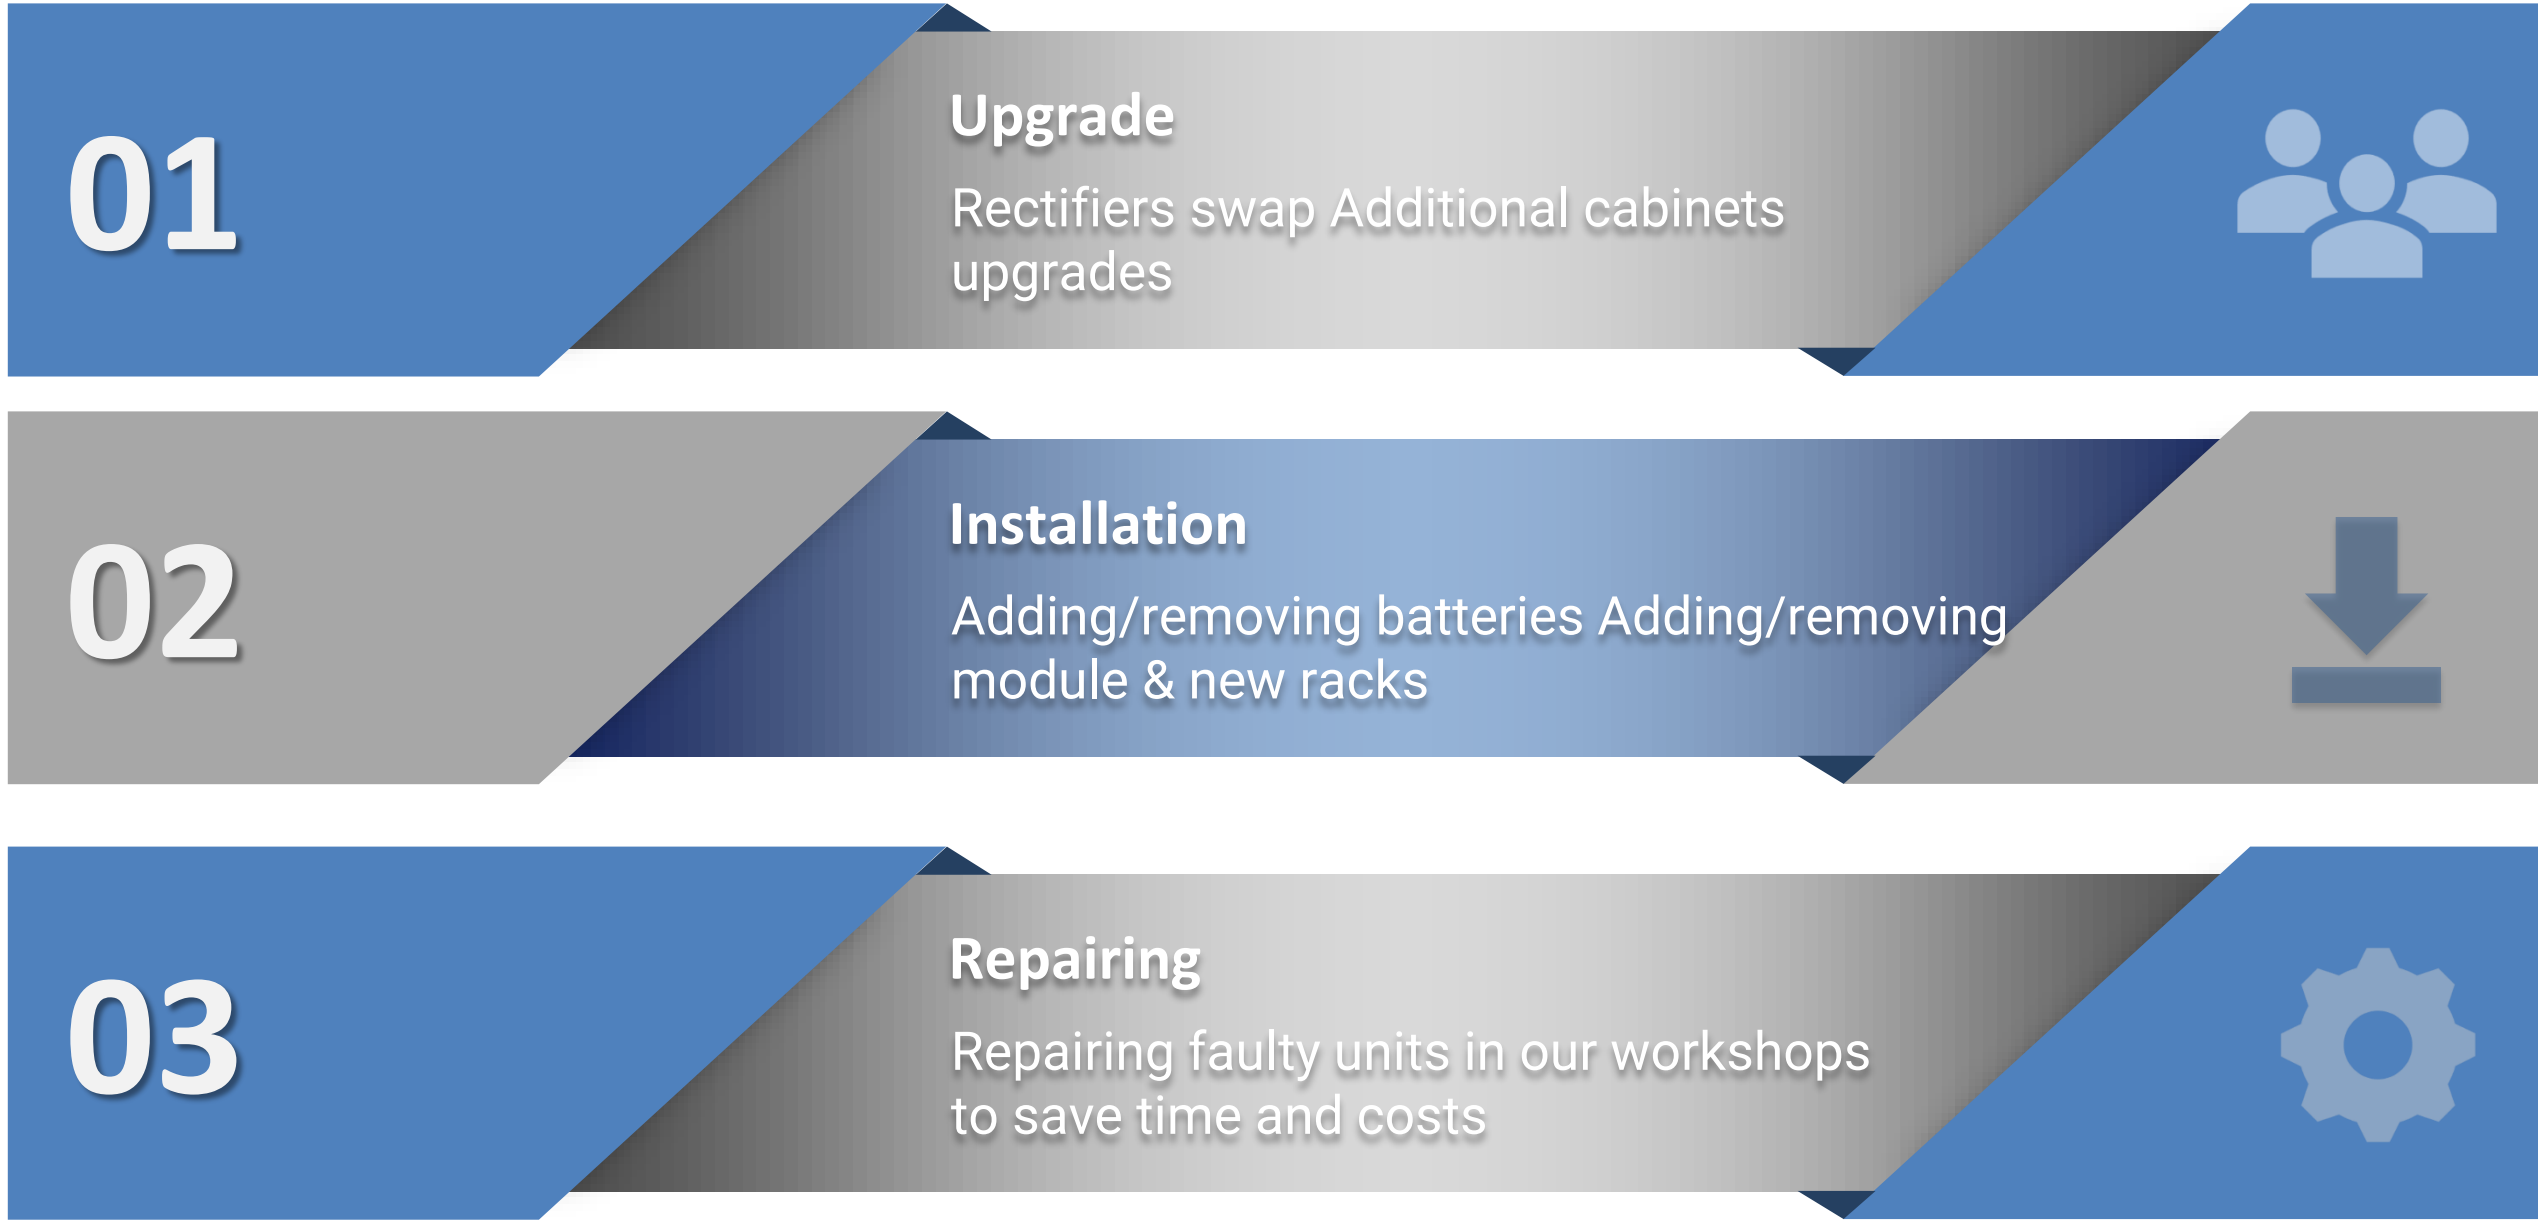 01
Upgrade
Rectifiers swap Additional cabinets
upgrades
02
Installation
Adding/removing batteries Adding/removing
module & new racks
03
Repairing
Repairing faulty units in our workshops
to save time and costs